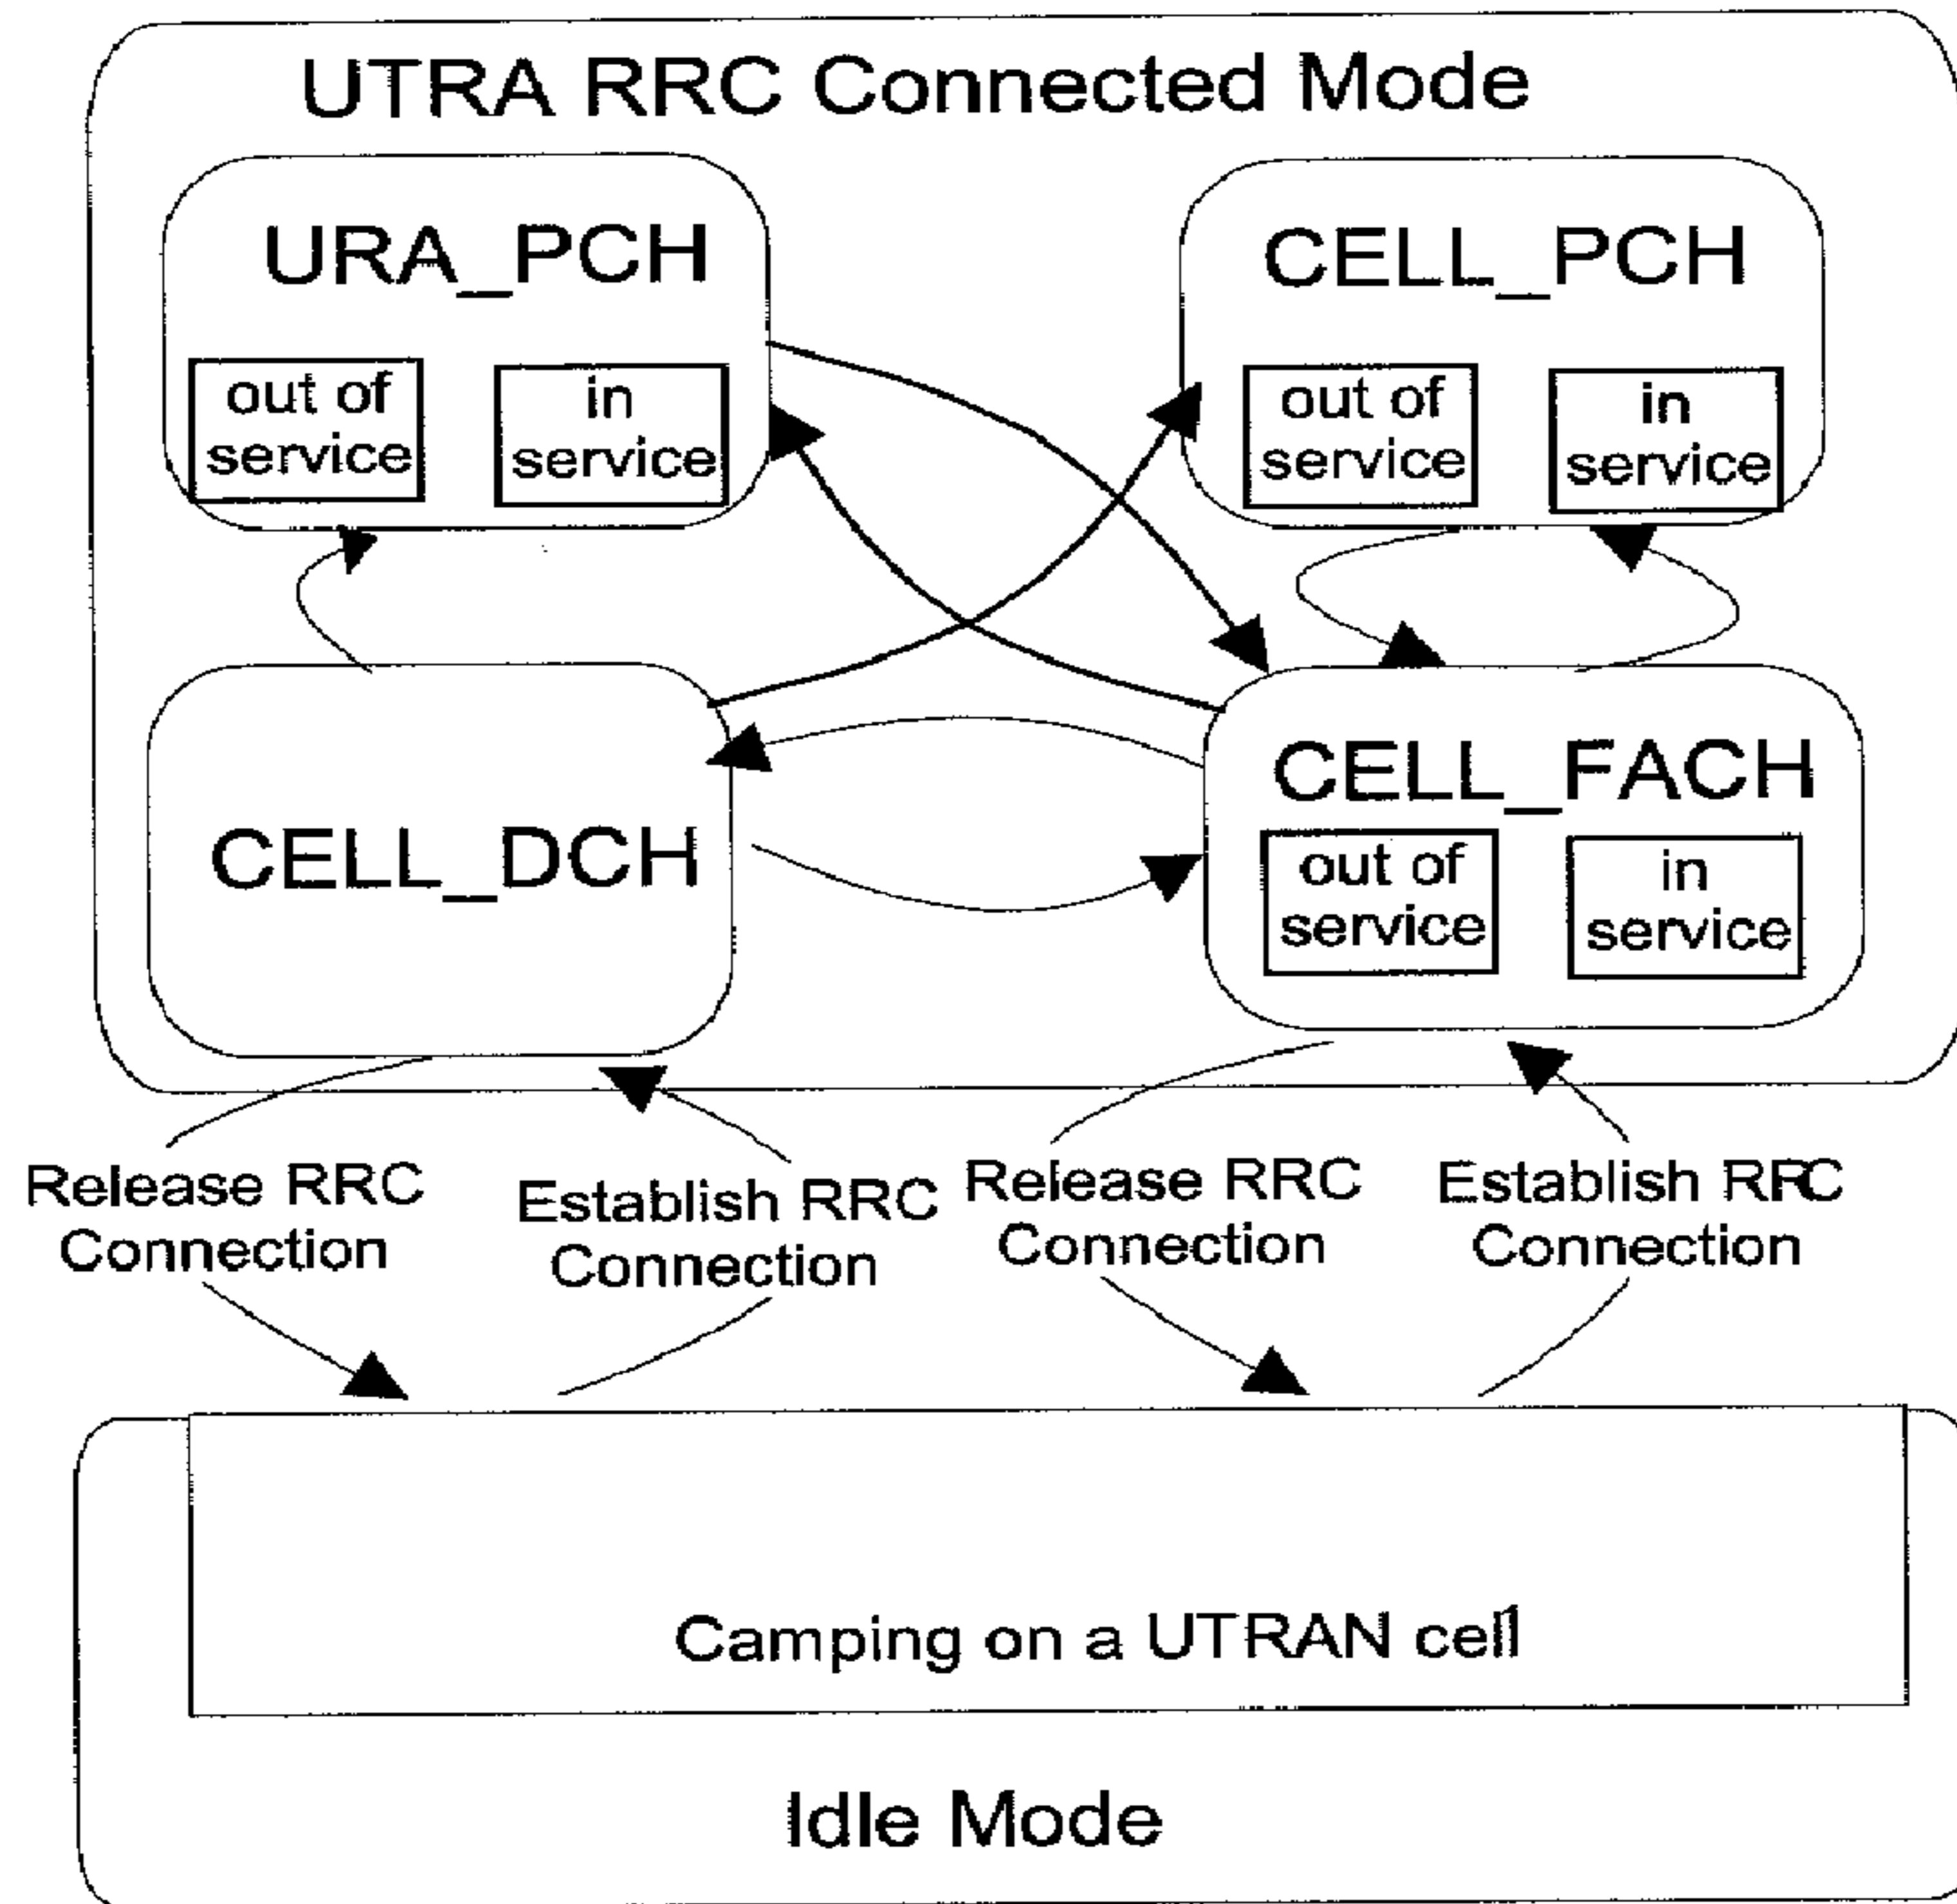 UTRA RRC Connected Mode
URA_PCH
out of
service
in
service
CELL_PCH
out of
service
in
service
CELL_DCH
CELL_FACH
out of
service
in
service
Release RRC
Connection
Establish RRC
Connection
Release RRC
Connection
Establish RRC
Connection
Camping on a UTRAN cell
Idle Mode